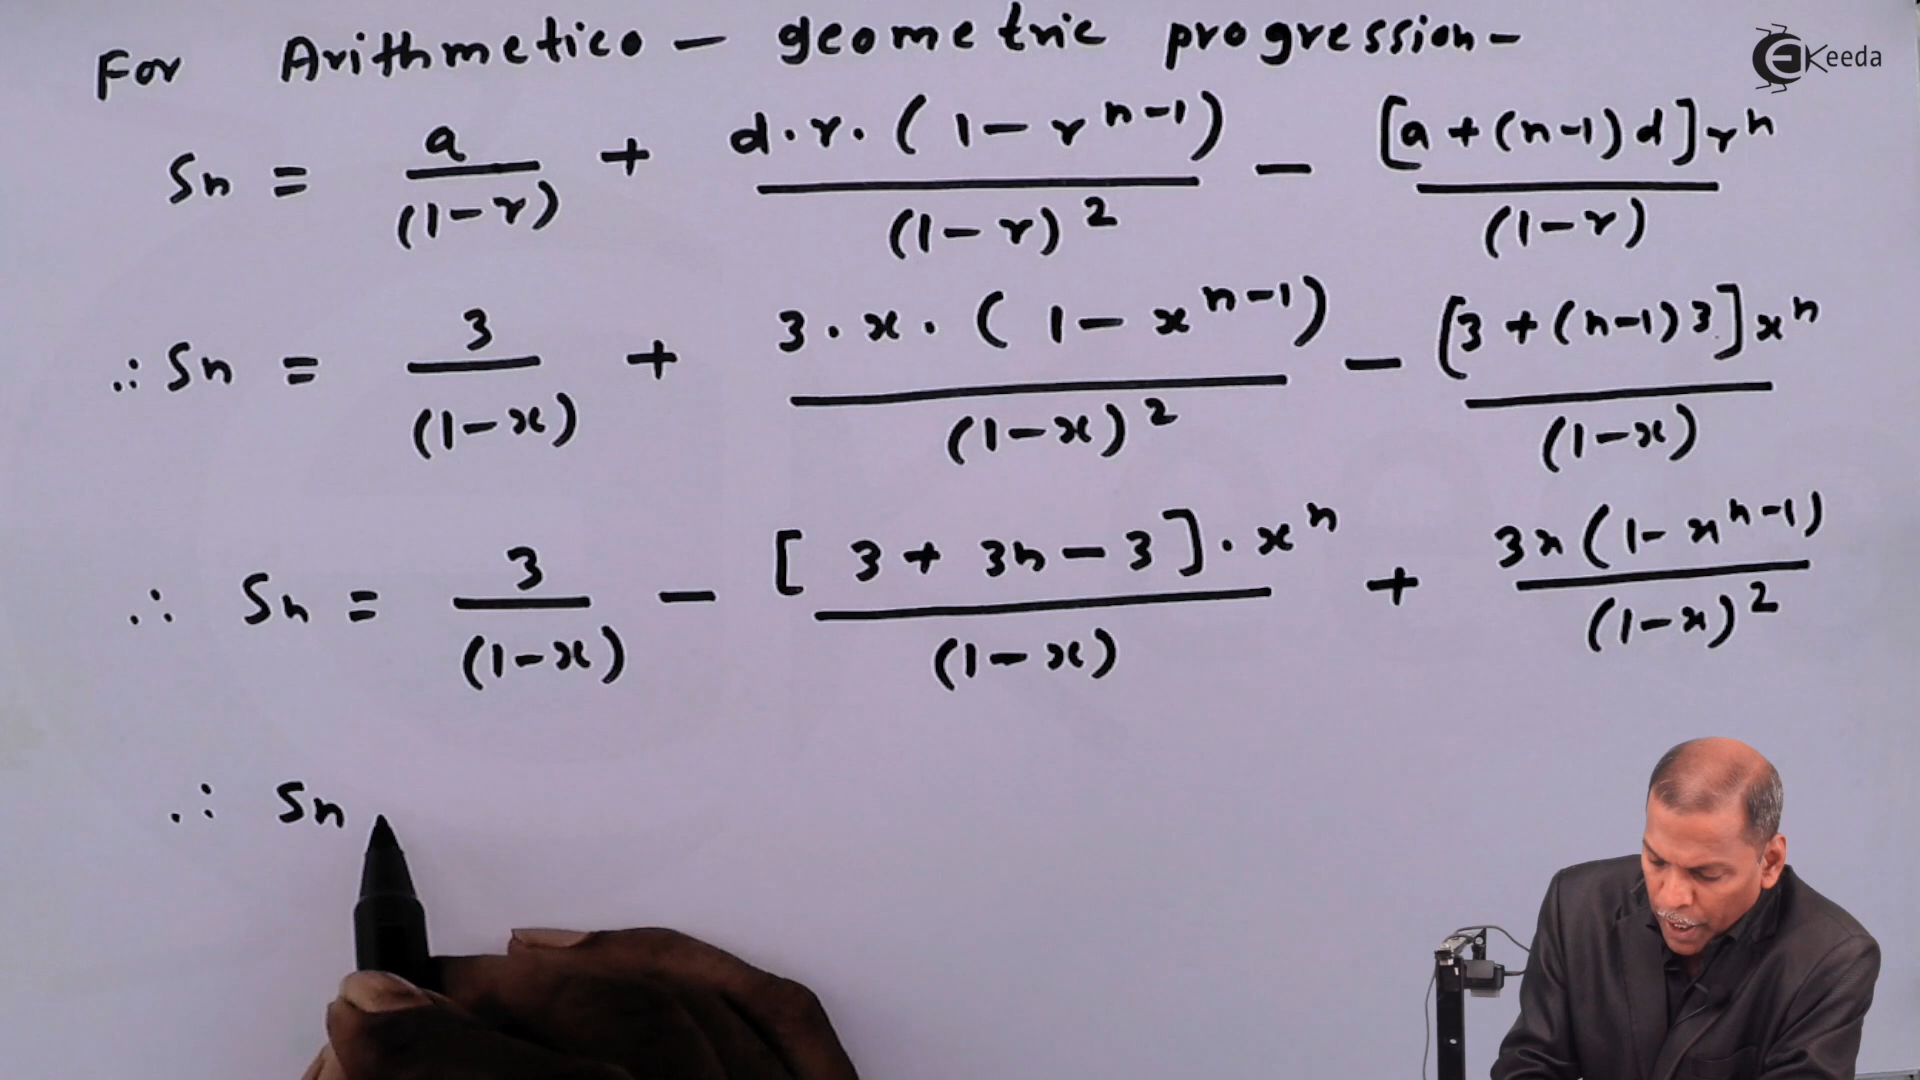 For Arithmetico - geometric progression -
Keeda
Sn = a/(1-r) + d.r.(1-r^n-1)/(1-r)^2 - [a+(n-1)d]r^n/(1-r)
∴ Sn = 3/(1-x) + 3.x.(1-x^n-1)/(1-x)^2 - [3+(n-1)3]x^n/(1-x)
∴ Sn = 3/(1-x) - [3+3n-3].x^n/(1-x) + 3x(1-x^n-1)/(1-x)^2
∴ Sn